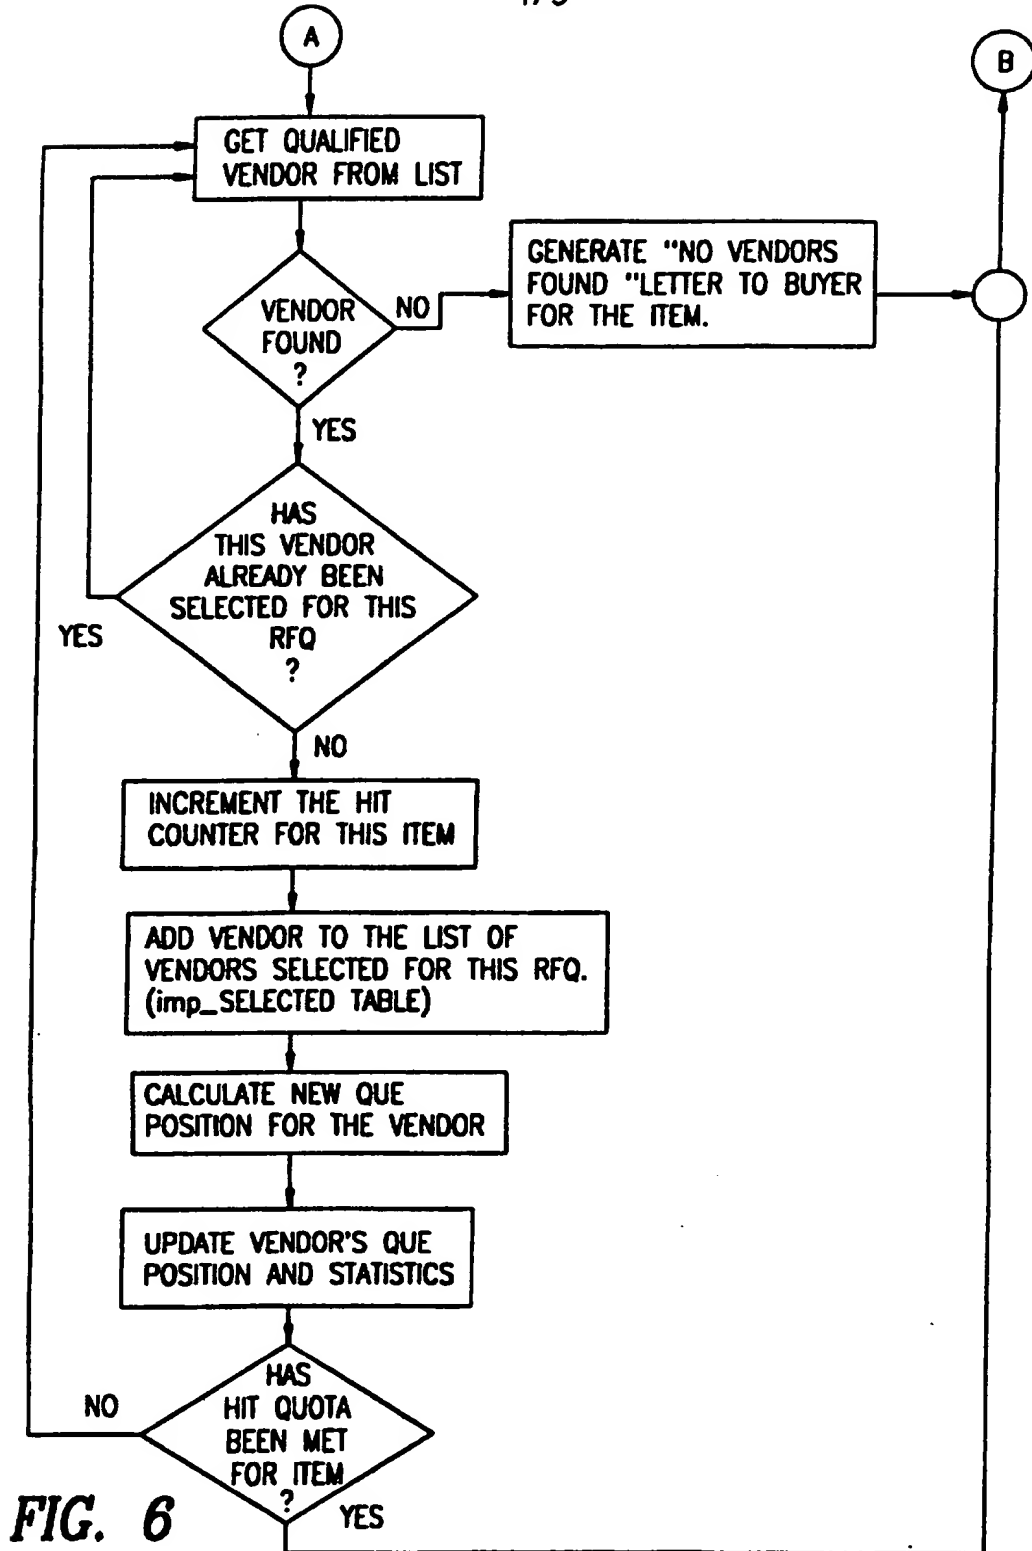 A
B
GET QUALIFIED
VENDOR FROM LIST
GENERATE "NO VENDORS
FOUND "LETTER TO BUYER
FOR THE ITEM.
VENDOR
FOUND
?
NO
YES
HAS
THIS VENDOR
ALREADY BEEN
SELECTED FOR THIS
RFQ
?
YES
NO
INCREMENT THE HIT
COUNTER FOR THIS ITEM
ADD VENDOR TO THE LIST OF
VENDORS SELECTED FOR THIS RFQ.
(imp_SELECTED TABLE)
CALCULATE NEW QUE
POSITION FOR THE VENDOR
UPDATE VENDOR'S QUE
POSITION AND STATISTICS
HAS
HIT QUOTA
BEEN MET
FOR ITEM
?
NO
YES
FIG. 6